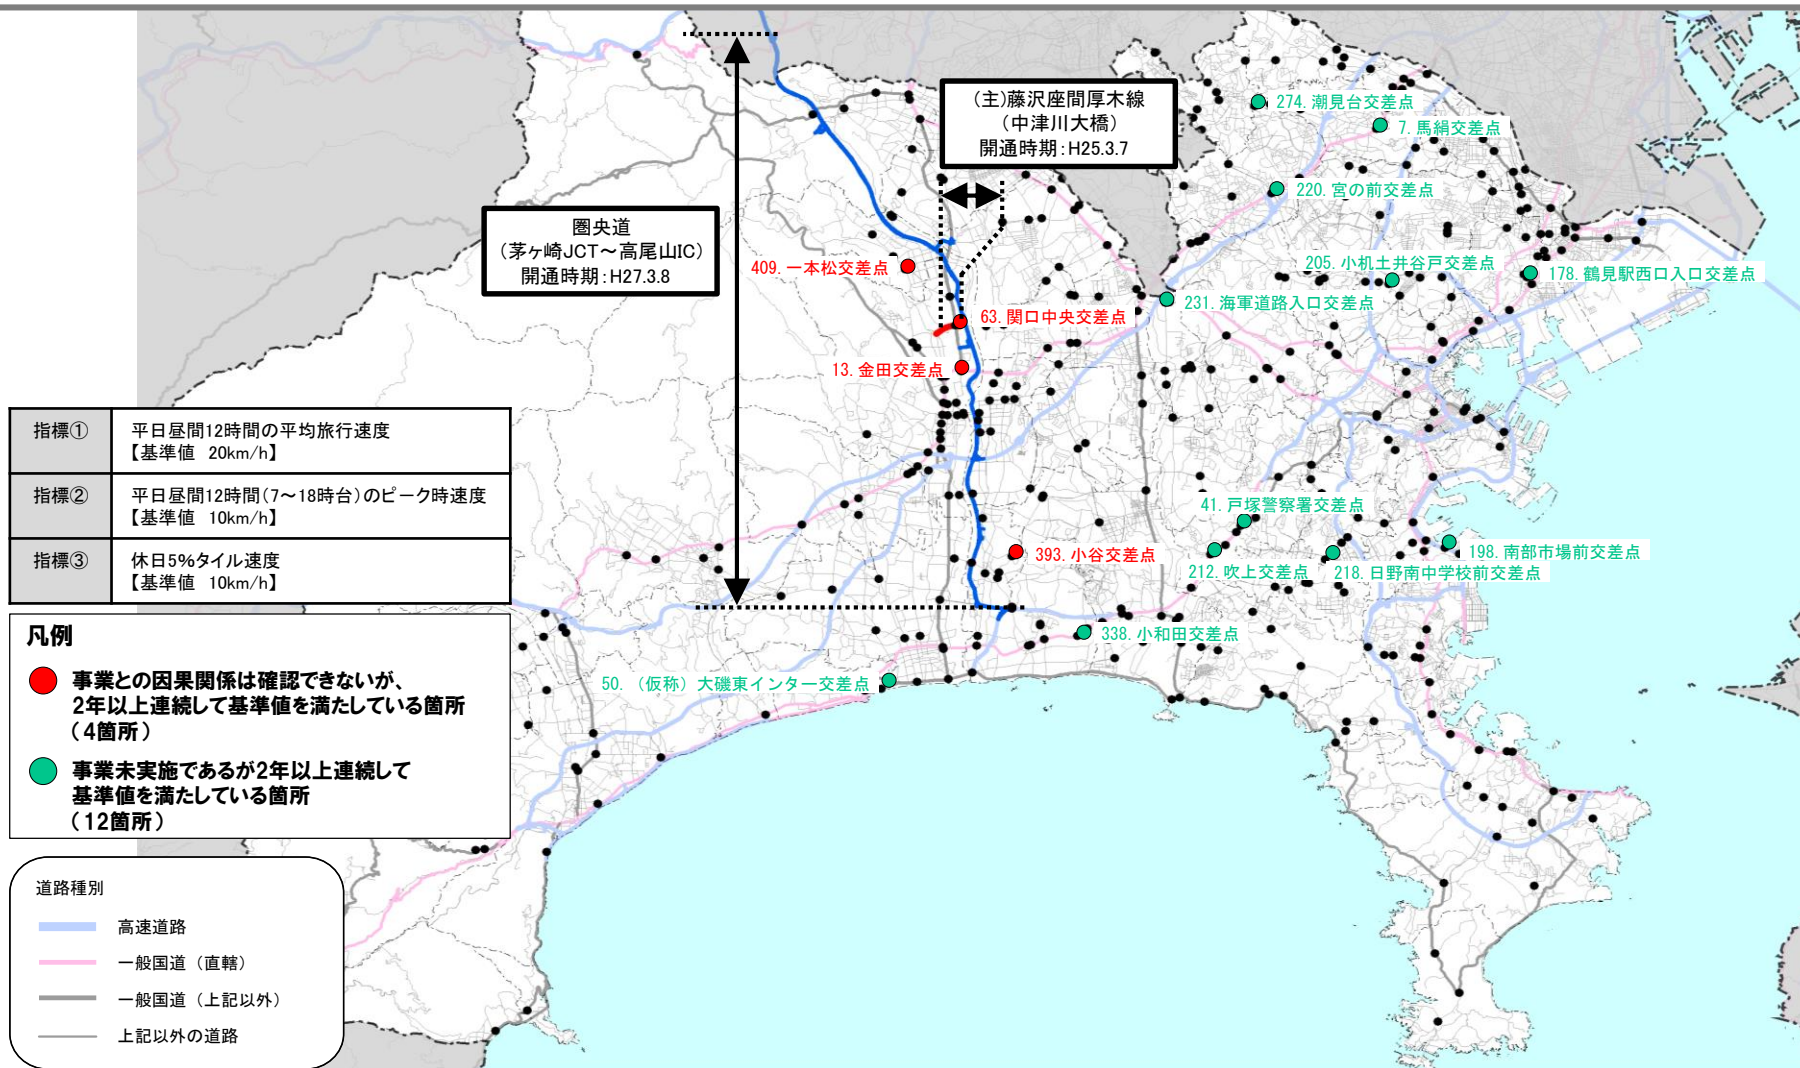 (主)藤沢座間厚木線
(中津川大橋)
開通時期:H25.3.7
圏央道
(茅ヶ崎JCT～高尾山IC)
開通時期:H27.3.8
274. 潮見台交差点
7. 馬絹交差点
220. 宮の前交差点
205. 小机土井谷戸交差点
178. 鶴見駅西口入口交差点
231. 海軍道路入口交差点
409. 一本松交差点
63. 関口中央交差点
13. 金田交差点
41. 戸塚警察署交差点
393. 小谷交差点
212. 吹上交差点
218. 日野南中学校前交差点
198. 南部市場前交差点
338. 小和田交差点
50. （仮称）大磯東インター交差点
指標① 平日昼間12時間の平均旅行速度
【基準値 20km/h】
指標② 平日昼間12時間(7～18時台)のピーク時速度
【基準値 10km/h】
指標③ 休日5%タイル速度
【基準値 10km/h】
凡例
事業との因果関係は確認できないが、
2年以上連続して基準値を満たしている箇所
（4箇所）
事業未実施であるが2年以上連続して
基準値を満たしている箇所
（12箇所）
道路種別
高速道路
一般国道（直轄）
一般国道（上記以外）
上記以外の道路